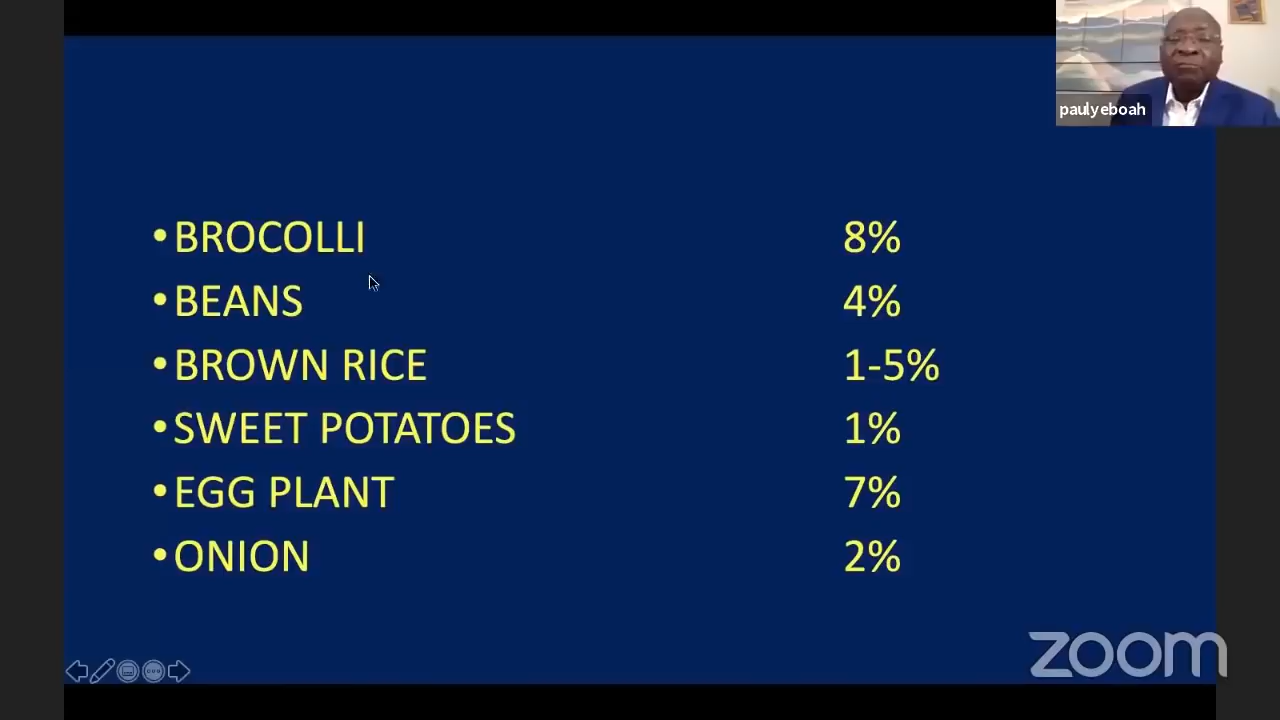 paulyeboah
• BROCOLLI 8%
• BEANS 4%
• BROWN RICE 1-5%
• SWEET POTATOES 1%
• EGG PLANT 7%
• ONION 2%
zoom